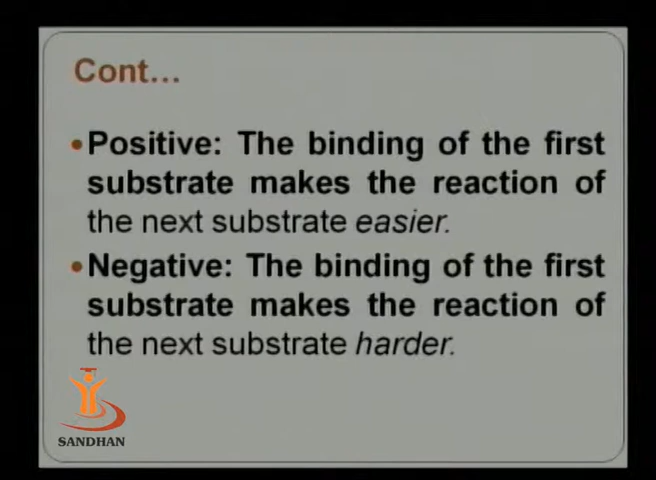 Cont...
•Positive: The binding of the first
substrate makes the reaction of
the next substrate easier.
•Negative: The binding of the first
substrate makes the reaction of
the next substrate harder.
SANDHAN